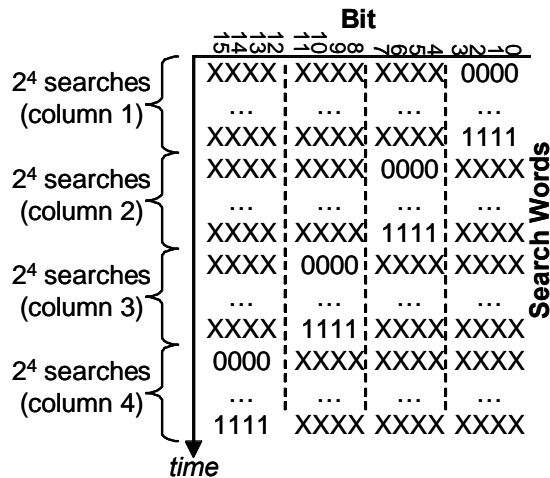 Bit
15 14 13 12 11 10 9 8 7 6 5 4 3 2 1 0
2⁴ searches
(column 1)
XXXX XXXX XXXX 0000
... ... ... ...
XXXX XXXX XXXX 1111
2⁴ searches
(column 2)
XXXX XXXX 0000 XXXX
... ... ... ...
XXXX XXXX 1111 XXXX
2⁴ searches
(column 3)
XXXX 0000 XXXX XXXX
... ... ... ...
XXXX 1111 XXXX XXXX
2⁴ searches
(column 4)
0000 XXXX XXXX XXXX
... ... ... ...
1111 XXXX XXXX XXXX
Search Words
time